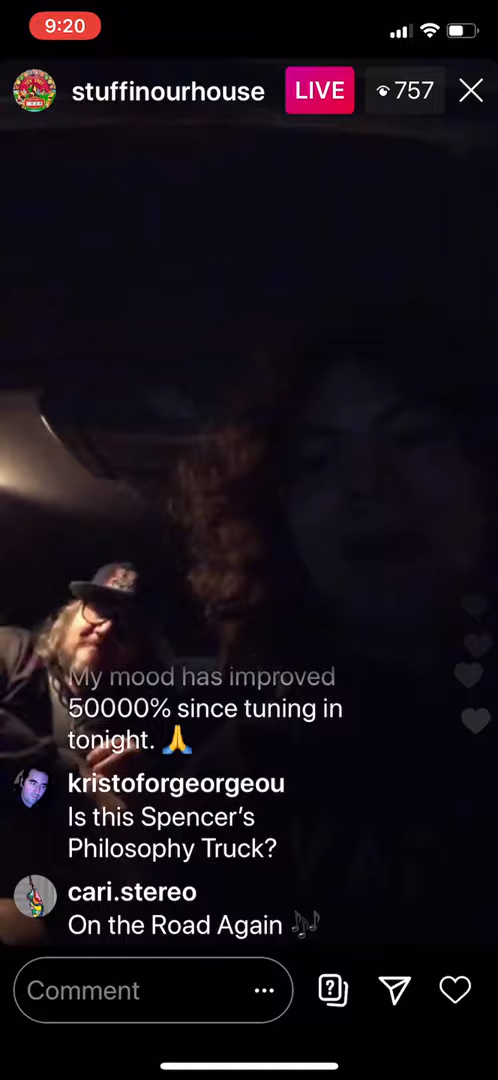 9:20
stuffinourhouse
LIVE
757
My mood has improved
50000% since tuning in
tonight. 🙏
kristoforgeorgeou
Is this Spencer’s
Philosophy Truck?
cari.stereo
On the Road Again 🎶
Comment